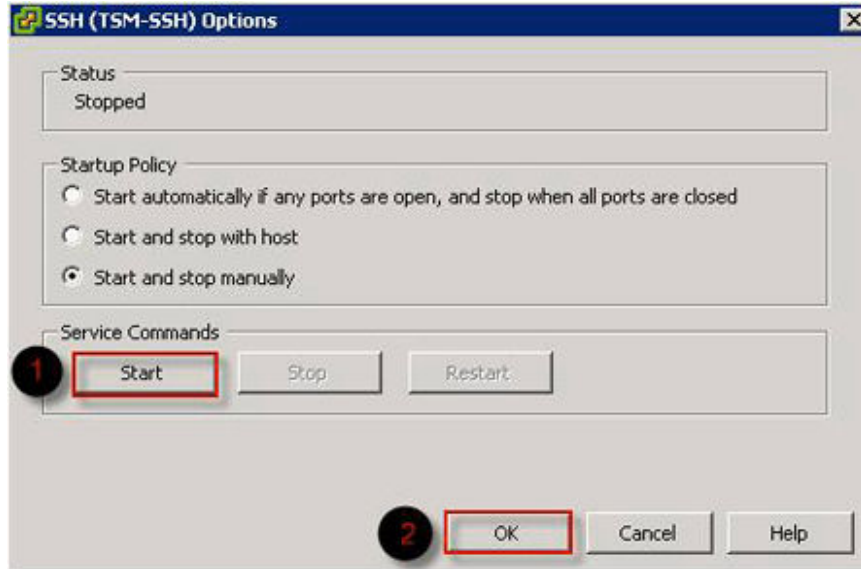 SSH (TSM-SSH) Options
Status
Stopped
Startup Policy
Start automatically if any ports are open, and stop when all ports are closed
Start and stop with host
Start and stop manually
Service Commands
1 Start Stop Restart
2 OK Cancel Help